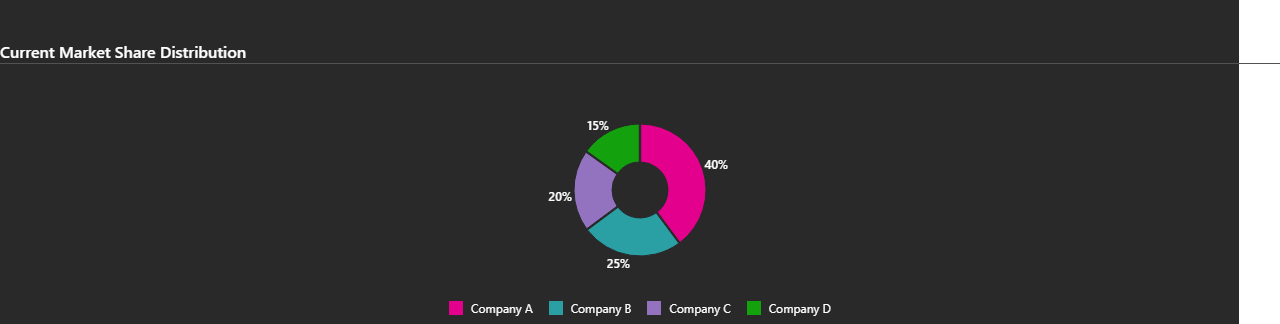 Current Market Share Distribution
15%
40%
20%
25%
Company A Company B Company C Company D